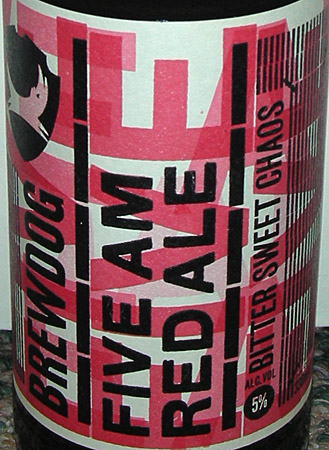 BREWDOG
FIVE AM
RED ALE
BITTER SWEET CHAOS
ALC. VOL
5%